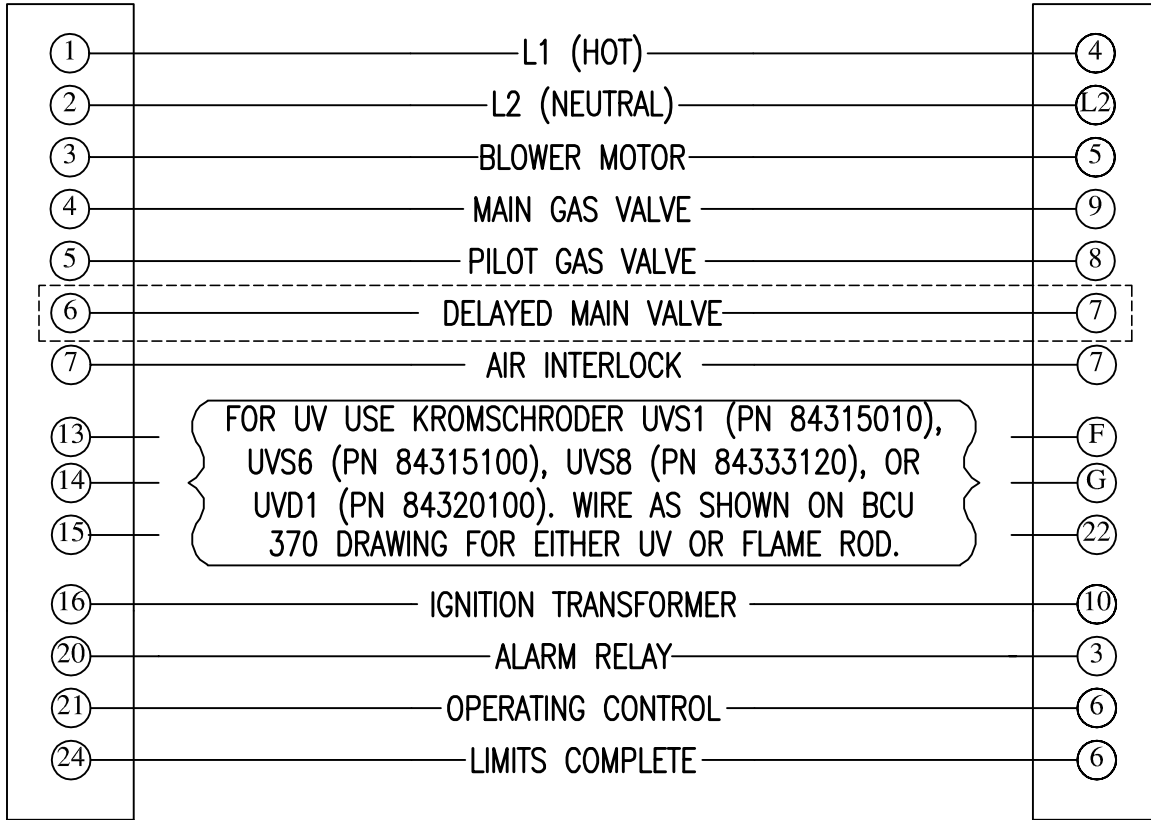 1 L1 (HOT) 4
2 L2 (NEUTRAL) L2
3 BLOWER MOTOR 5
4 MAIN GAS VALVE 9
5 PILOT GAS VALVE 8
6 DELAYED MAIN VALVE 7
7 AIR INTERLOCK 7
FOR UV USE KROMSCHRODER UVS1 (PN 84315010),
13 F
UVS6 (PN 84315100), UVS8 (PN 84333120), OR
14 G
UVD1 (PN 84320100). WIRE AS SHOWN ON BCU
15 22
370 DRAWING FOR EITHER UV OR FLAME ROD.
16 IGNITION TRANSFORMER 10
20 ALARM RELAY 3
21 OPERATING CONTROL 6
24 LIMITS COMPLETE 6